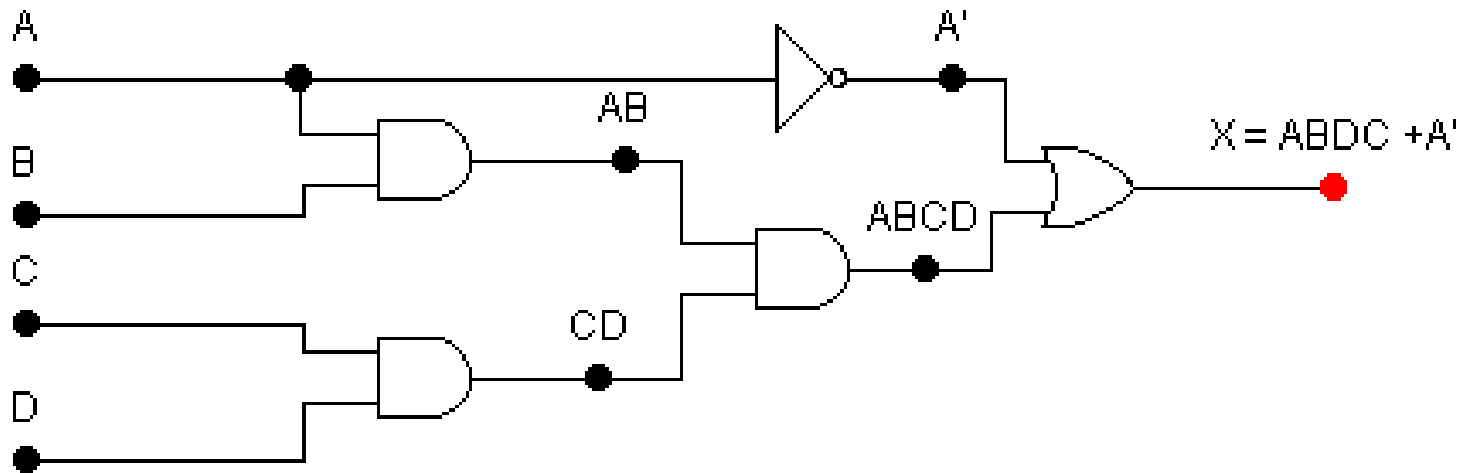 A
A'
AB
X = ABDC +A'
B
ABCD
C
CD
D